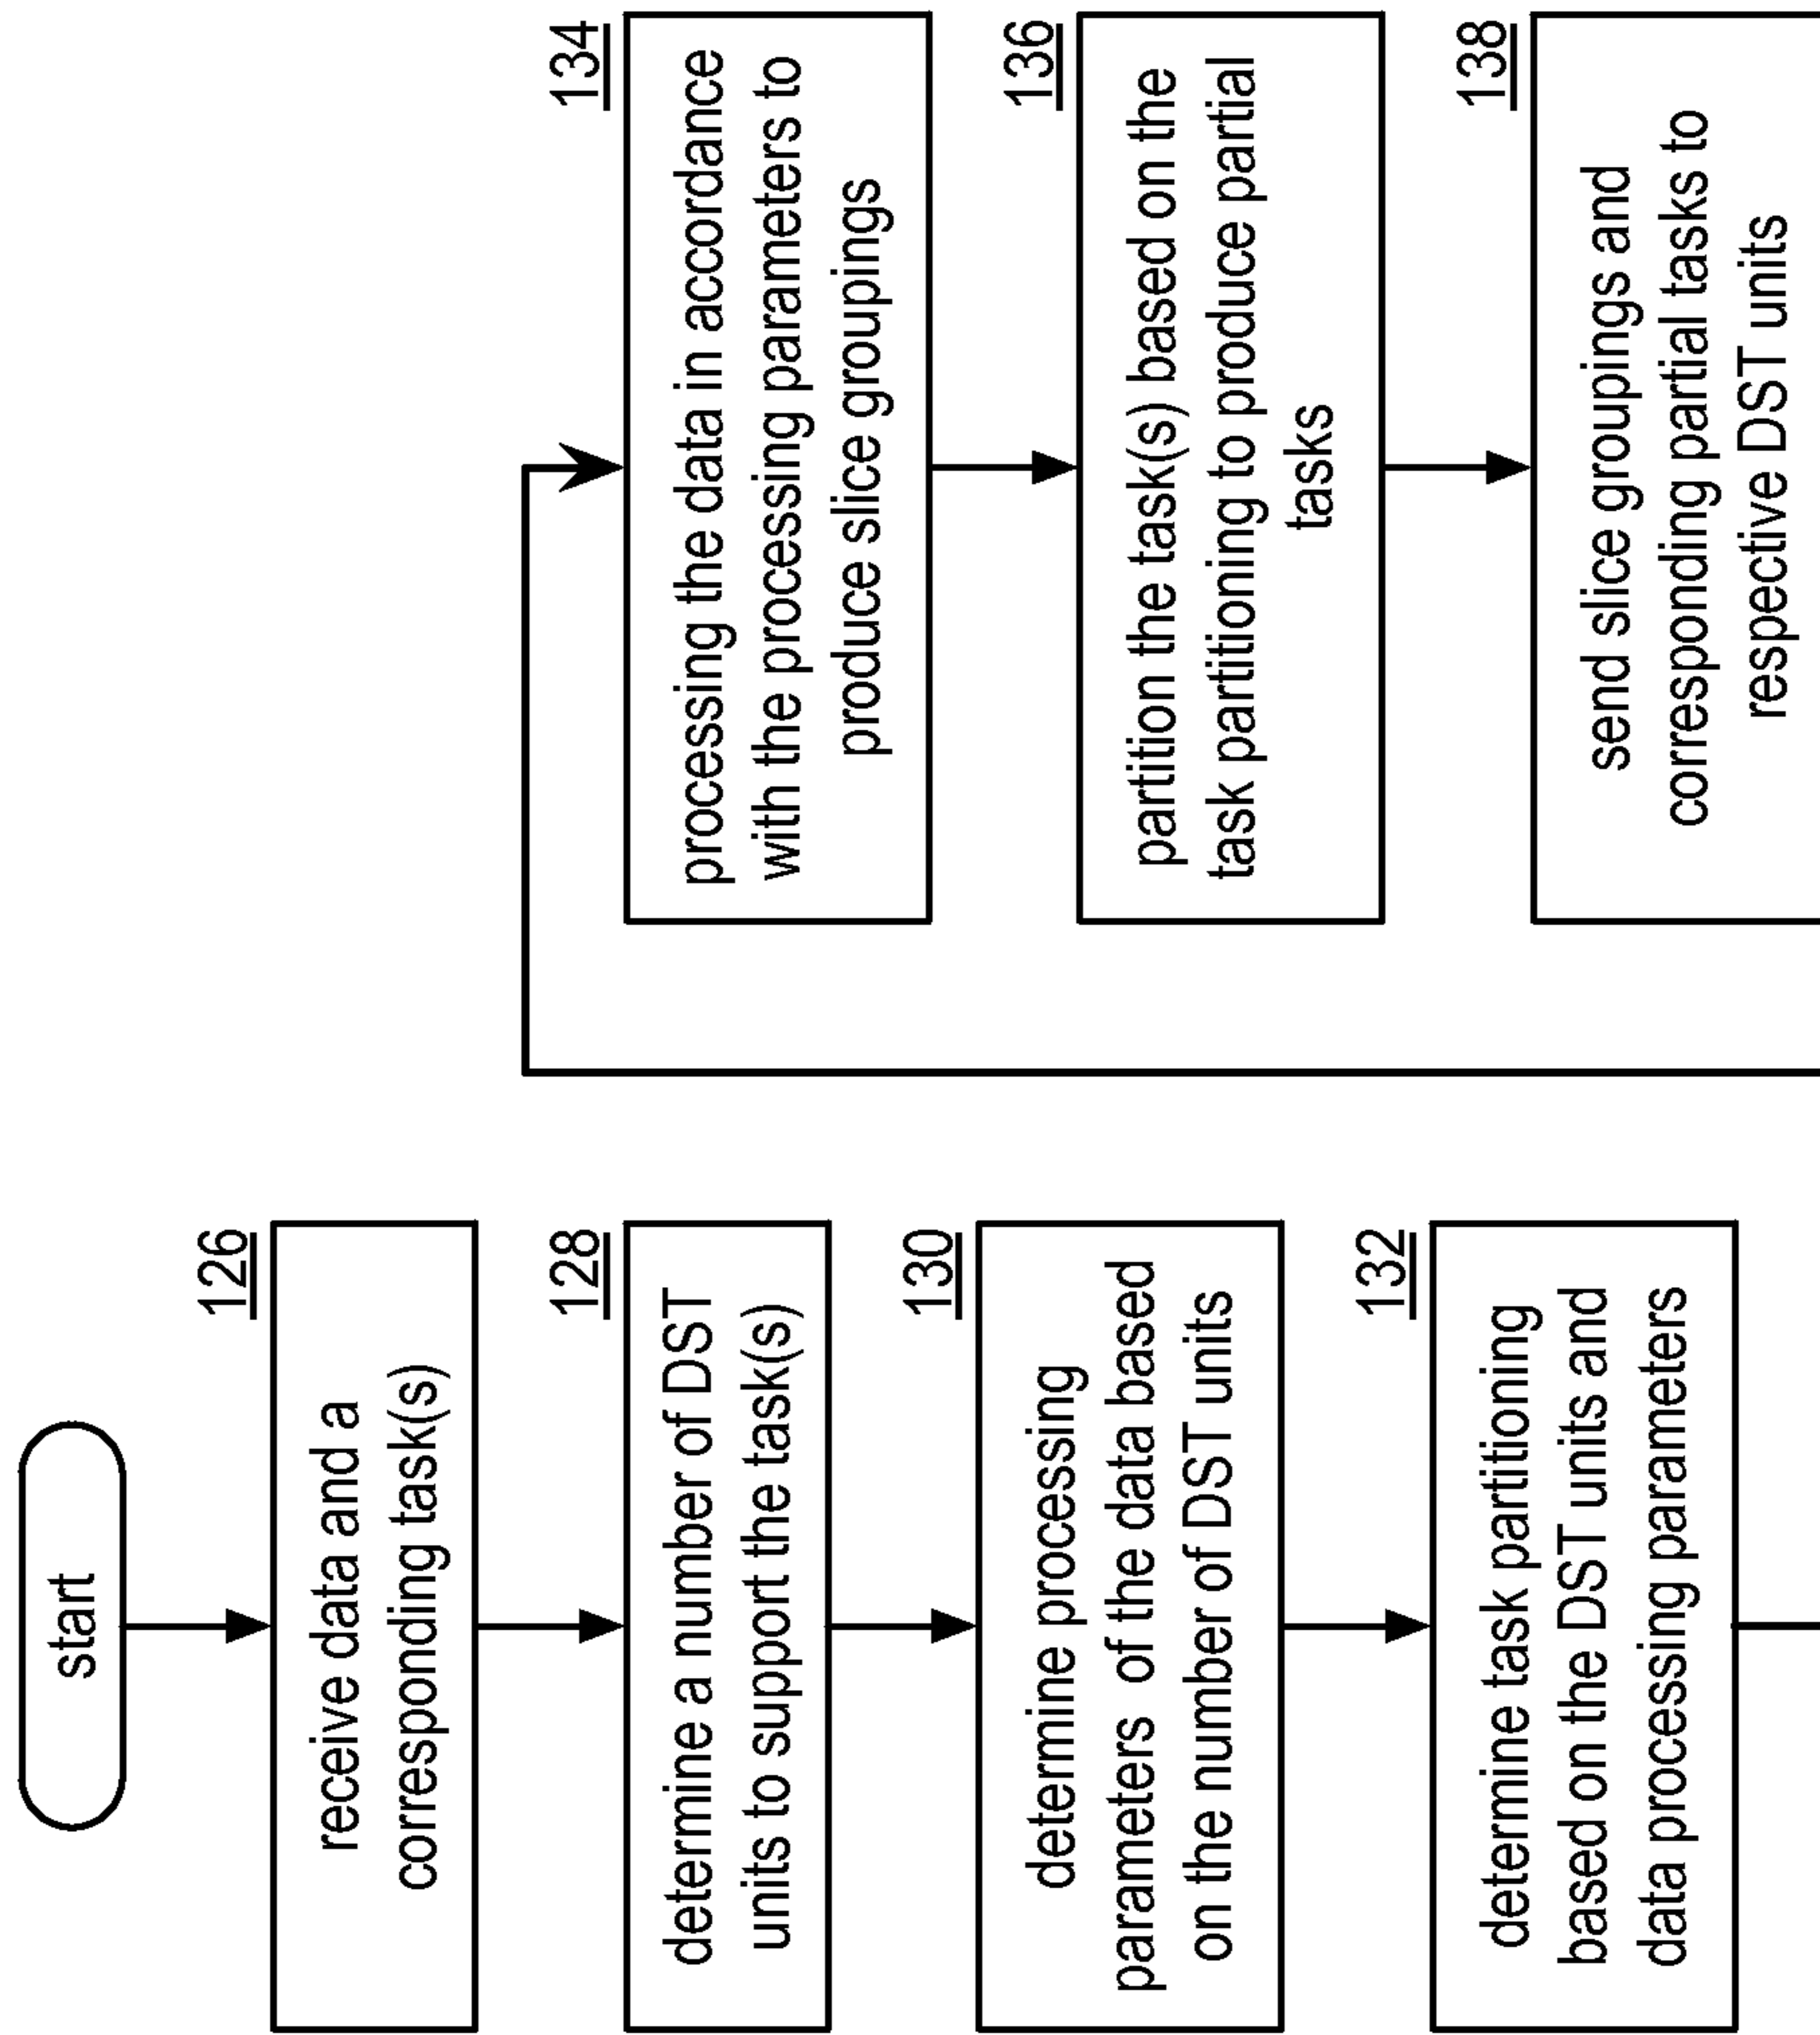 start
126
receive data and a
corresponding task(s)
128
determine a number of DST
units to support the task(s)
130
determine processing
parameters of the data based
on the number of DST units
132
determine task partitioning
based on the DST units and
data processing parameters
134
processing the data in accordance
with the processing parameters to
produce slice groupings
136
partition the task(s) based on the
task partitioning to produce partial
tasks
138
send slice groupings and
corresponding partial tasks to
respective DST units